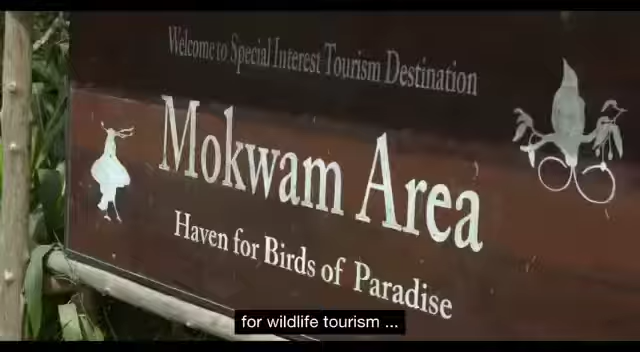 Welcome to Special Interest Tourism Destination
Mokwam Area
Haven for Birds of Paradise
for wildlife tourism ...